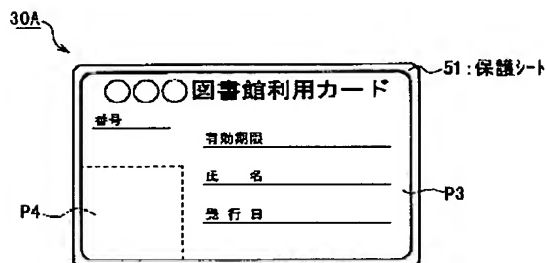 30A
51:保護シート
○○○図書館利用カード
番号
有効期限
氏 名
P4
P3
発行日